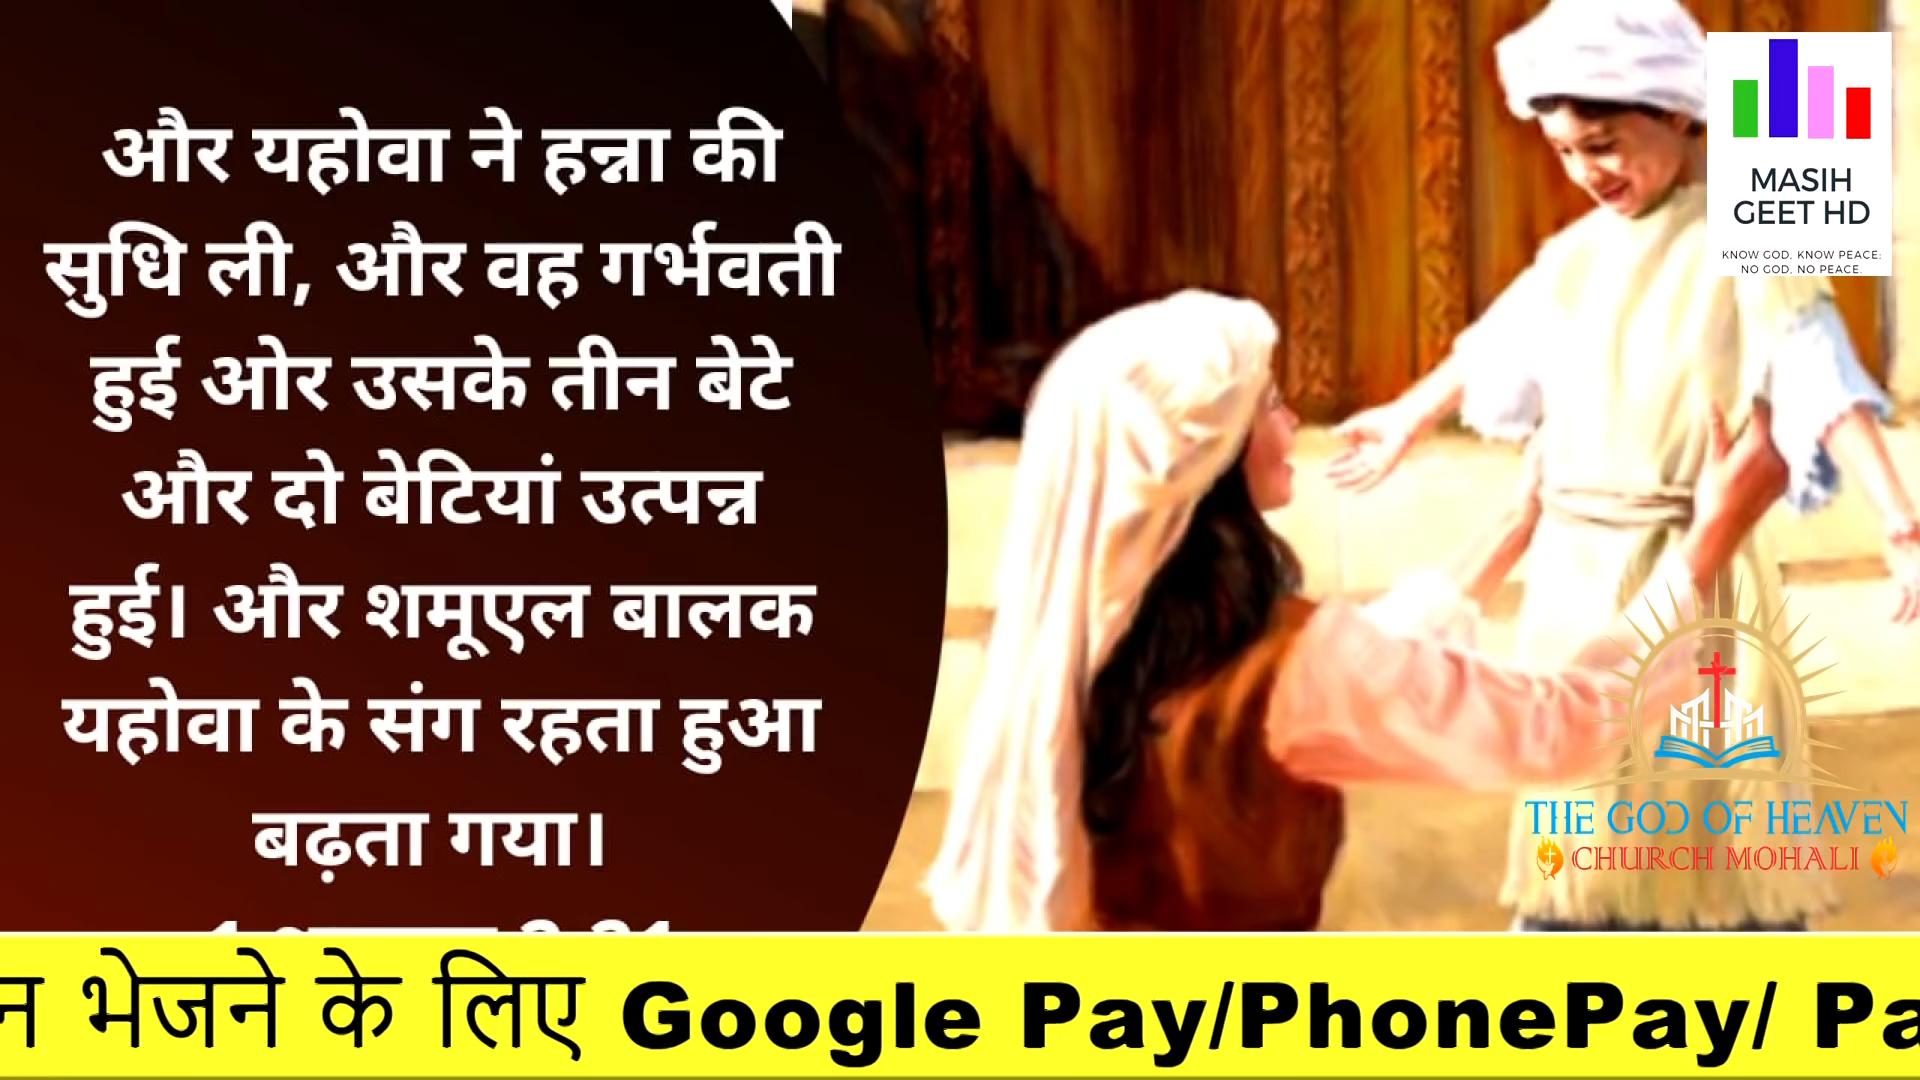 और यहोवा ने हन्ना की
सुधि ली, और वह गर्भवती
हुई ओर उसके तीन बेटे
और दो बेटियां उत्पन्न
हुई। और शमूएल बालक
यहोवा के संग रहता हुआ
बढ़ता गया।
MASIH
GEET HD
KNOW GOD, KNOW PEACE;
NO GOD, NO PEACE.
THE GOD OF HEAVEN
CHURCH MOHALI
भेजने के लिए Google Pay/PhonePay/